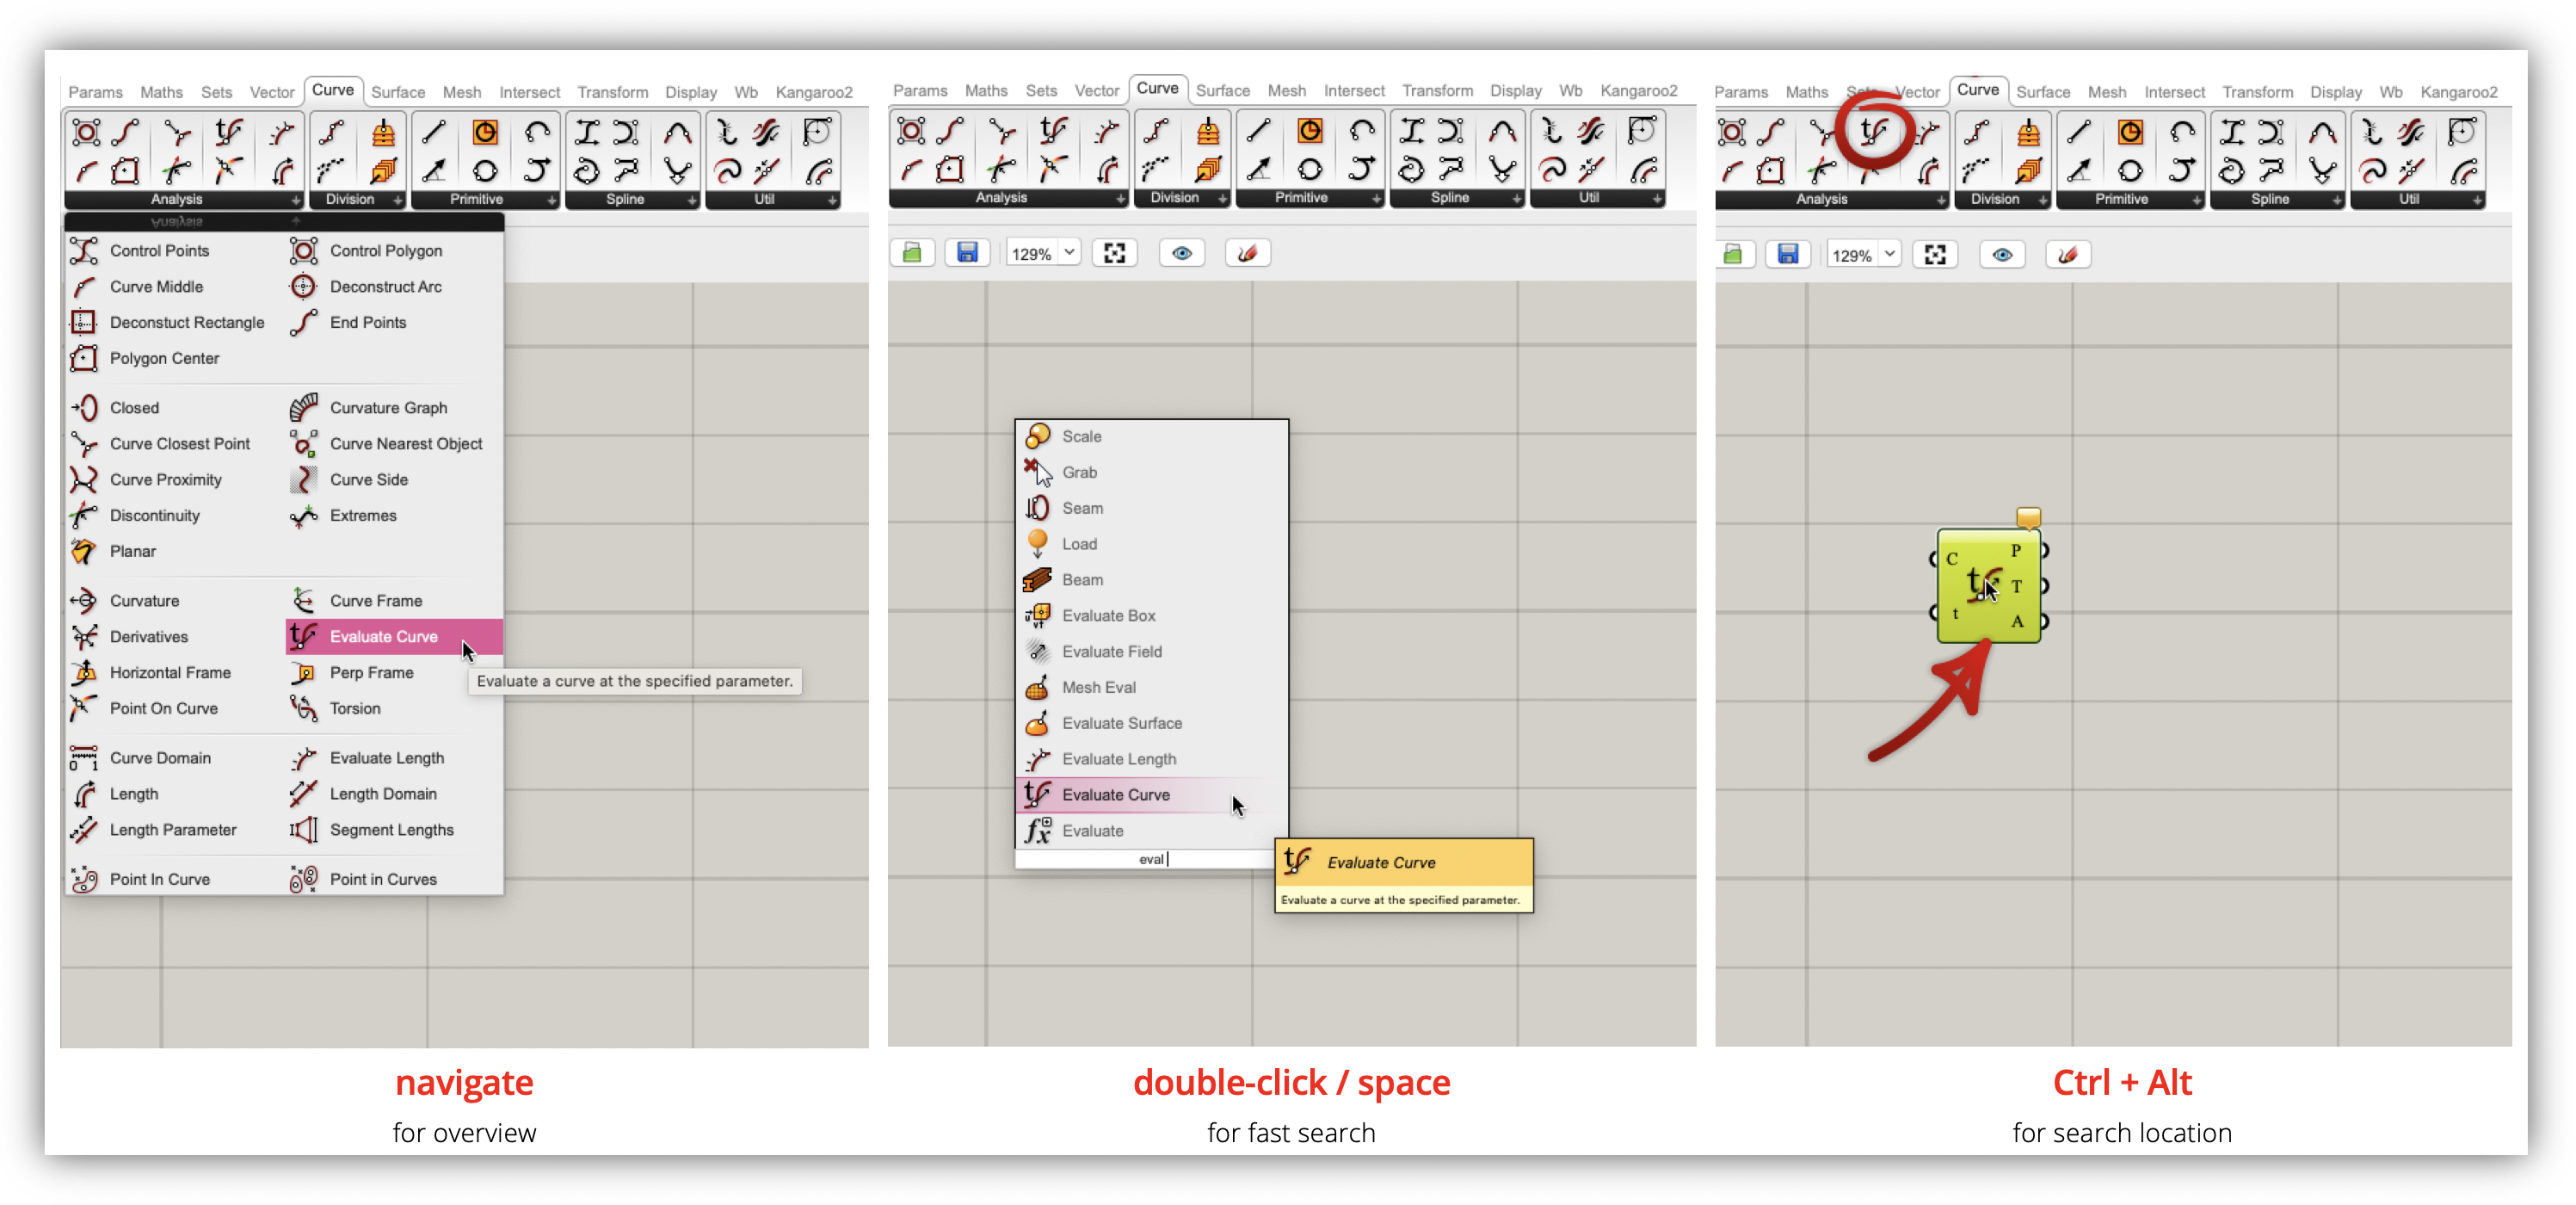 Params Maths Sets Vector Curve Surface Mesh Intersect Transform Display Wb Kangaroo2
Analysis Division Primitive Spline Util
Analysis
Control Points Control Polygon
Curve Middle Deconstruct Arc
Deconstuct Rectangle End Points
Polygon Center
Closed Curvature Graph
Curve Closest Point Curve Nearest Object
Curve Proximity Curve Side
Discontinuity Extremes
Planar
Curvature Curve Frame
Derivatives Evaluate Curve
Horizontal Frame Perp Frame
Evaluate a curve at the specified parameter.
Point On Curve Torsion
Curve Domain Evaluate Length
Length Length Domain
Length Parameter Segment Lengths
Point In Curve Point in Curves
navigate
for overview
Params Maths Sets Vector Curve Surface Mesh Intersect Transform Display Wb Kangaroo2
Analysis Division Primitive Spline Util
129%
Scale
Grab
Seam
Load
Beam
Evaluate Box
Evaluate Field
Mesh Eval
Evaluate Surface
Evaluate Length
Evaluate Curve
Evaluate
eval
Evaluate Curve
Evaluate a curve at the specified parameter.
double-click / space
for fast search
Params Maths Sets Vector Curve Surface Mesh Intersect Transform Display Wb Kangaroo2
Analysis Division Primitive Spline Util
129%
C P
t T
A
Ctrl + Alt
for search location